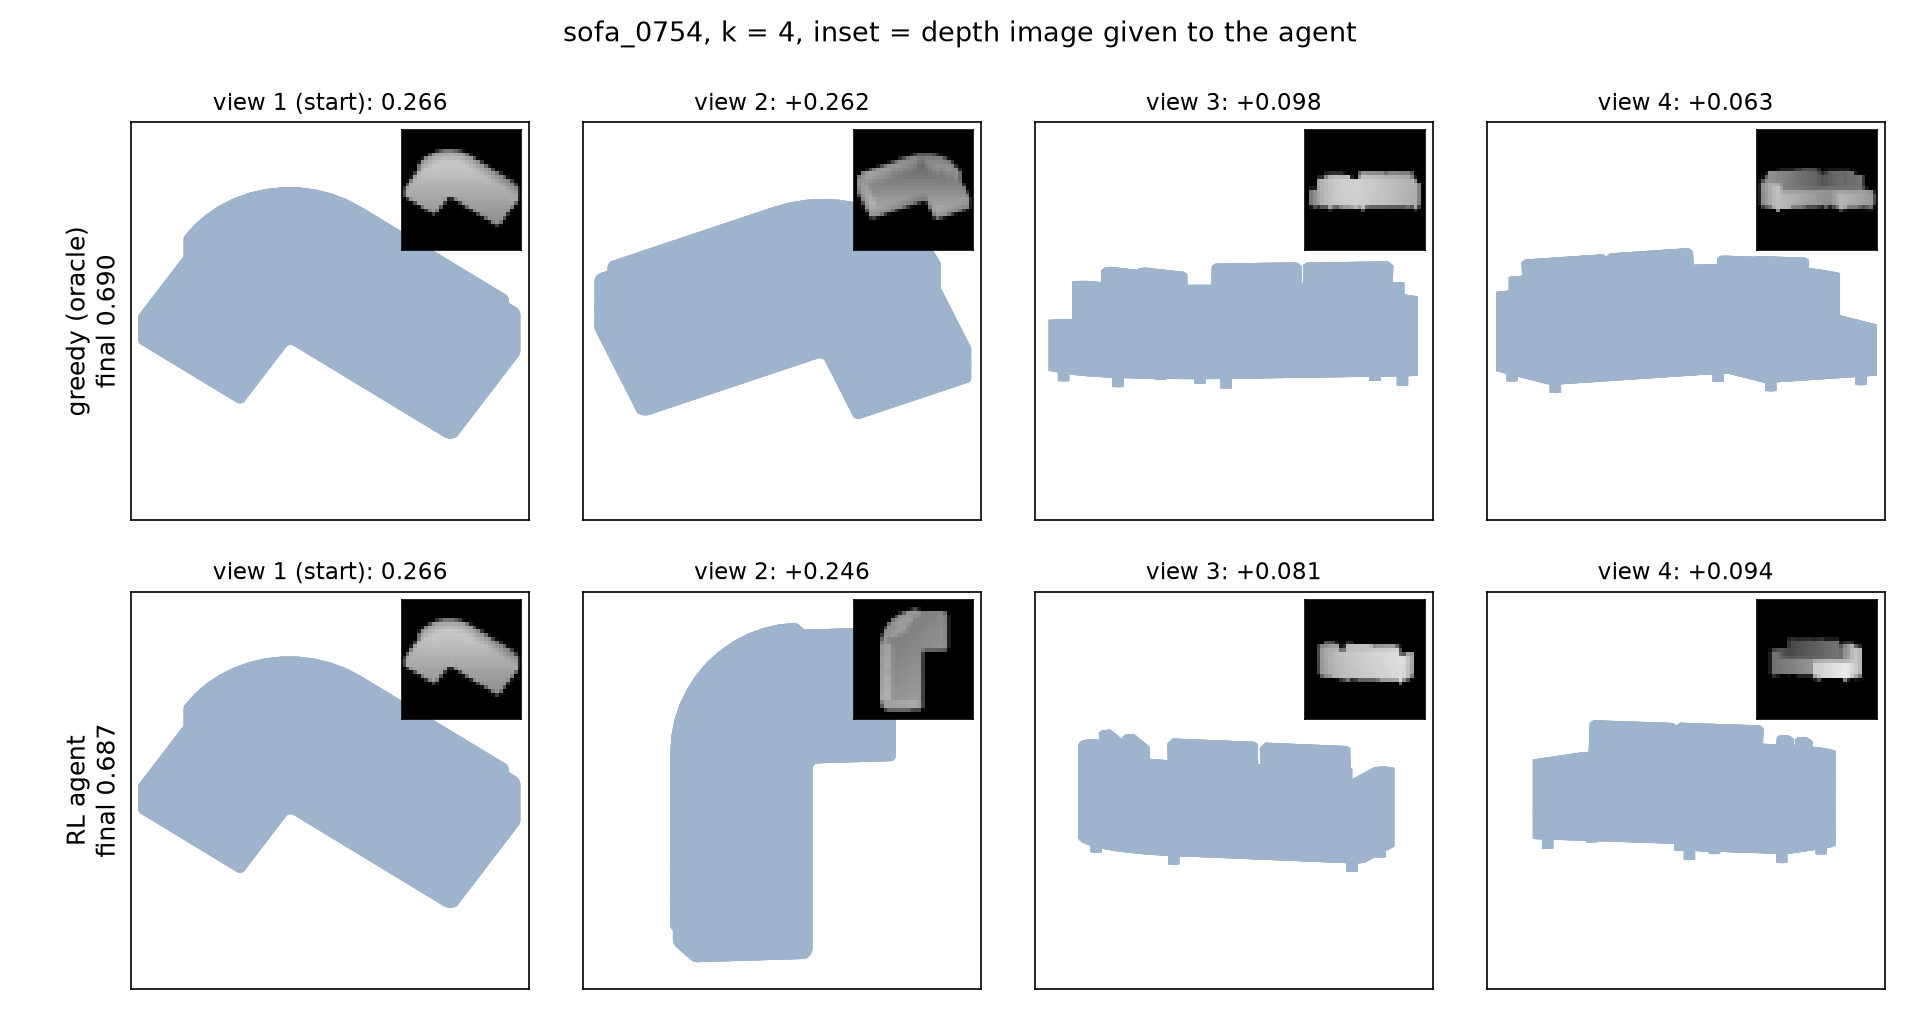 sofa_0754, k = 4, inset = depth image given to the agent
view 1 (start): 0.266
view 2: +0.262
view 3: +0.098
view 4: +0.063
greedy (oracle)
final 0.690
view 1 (start): 0.266
view 2: +0.246
view 3: +0.081
view 4: +0.094
RL agent
final 0.687